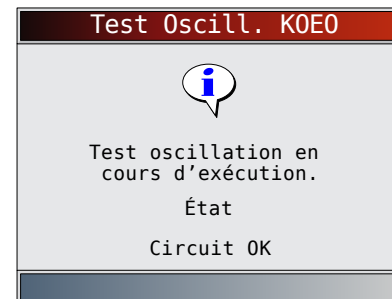 Test Oscill. KOEO
i
Test oscillation en
cours d’exécution.
État
Circuit OK